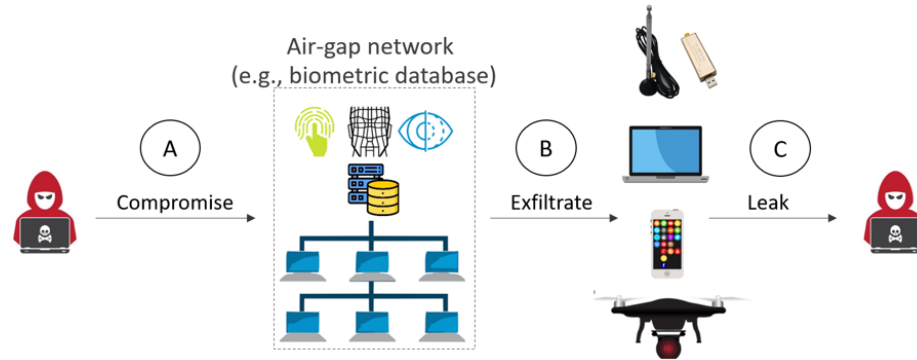 Air-gap network
(e.g., biometric database)
A
B
C
Compromise
Exfiltrate
Leak